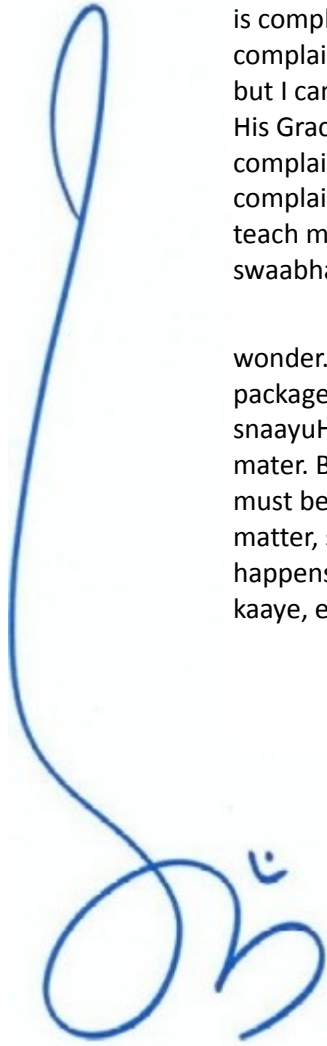 is compl
complai
but I car
His Grac
complai
complai
teach m
swaabha
wonder.
package
snaayuH
mater. B
must be
matter, s
happens
kaaye, e